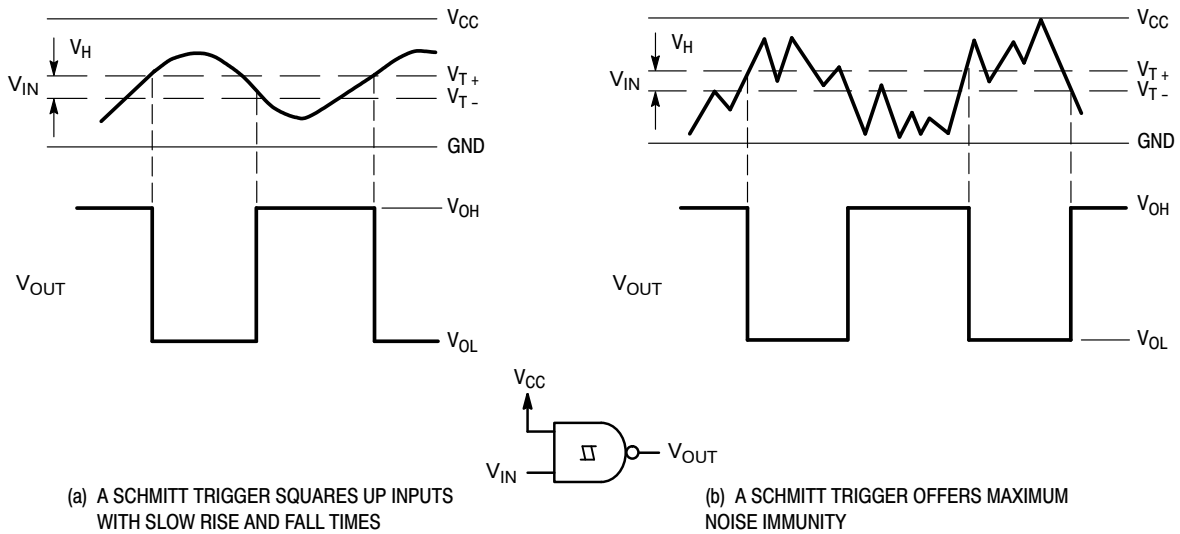 VCC
VH
VIN
VT+
VT−
GND
VOH
VOUT
VOL
VCC
VH
VIN
VT+
VT−
GND
VOH
VOUT
VOL
VCC
VIN
VOUT
(a) A SCHMITT TRIGGER SQUARES UP INPUTS
WITH SLOW RISE AND FALL TIMES
(b) A SCHMITT TRIGGER OFFERS MAXIMUM
NOISE IMMUNITY